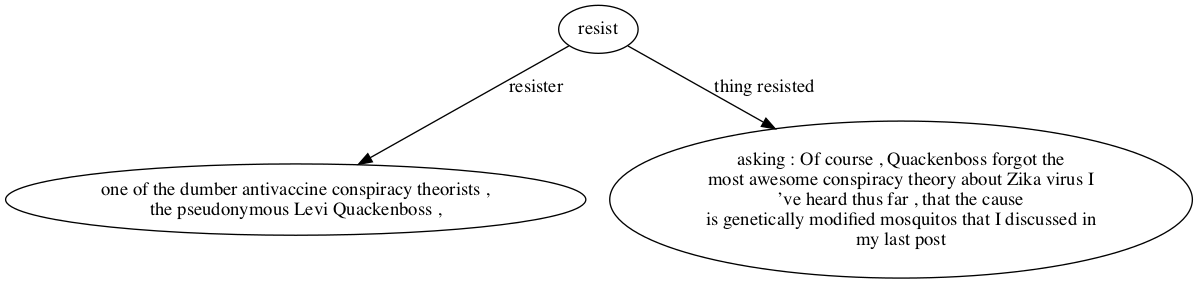 resist
resister
thing resisted
one of the dumber antivaccine conspiracy theorists ,
the pseudonymous Levi Quackenboss ,
asking : Of course , Quackenboss forgot the
most awesome conspiracy theory about Zika virus I
've heard thus far , that the cause
is genetically modified mosquitos that I discussed in
my last post